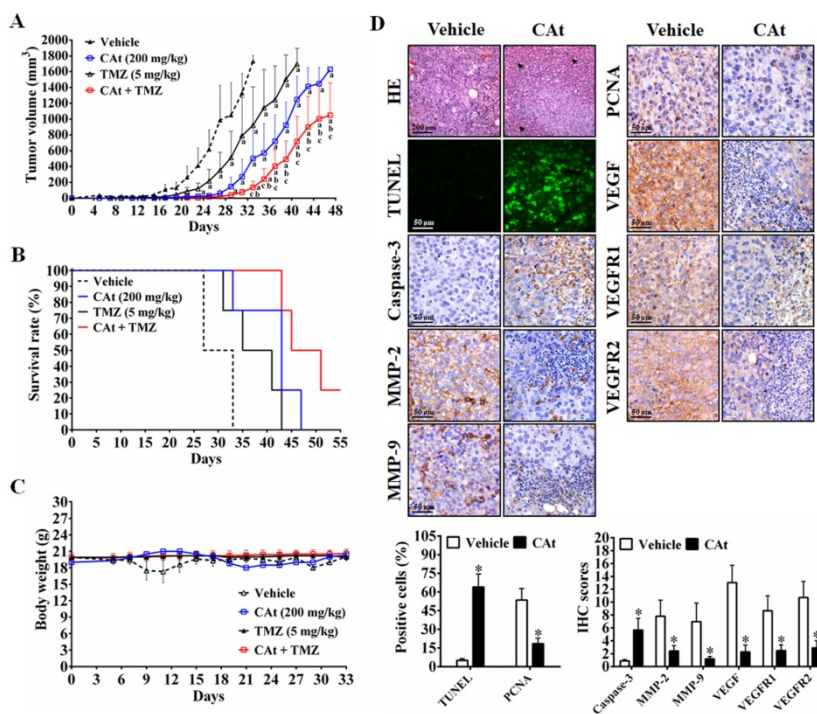 A
Tumor volume (mm³)
2000
1800
1600
1400
1200
1000
800
600
400
200
0
Vehicle
CAt (200 mg/kg)
TMZ (5 mg/kg)
CAt + TMZ
0 4 8 12 16 20 24 28 32 36 40 44 48
Days
B
Survival rate (%)
100
90
80
70
60
50
40
30
20
10
0
Vehicle
CAt (200 mg/kg)
TMZ (5 mg/kg)
CAt + TMZ
0 5 10 15 20 25 30 35 40 45 50 55
Days
C
Body weight (g)
30
27
24
21
18
15
12
9
6
3
0
Vehicle
CAt (200 mg/kg)
TMZ (5 mg/kg)
CAt + TMZ
0 3 6 9 12 15 18 21 24 27 30 33
Days
D
Vehicle CAt
HE
200 µm
TUNEL
50 µm
Caspase-3
50 µm
MMP-2
50 µm
MMP-9
50 µm
Vehicle CAt
PCNA
50 µm
VEGF
50 µm
VEGFR1
50 µm
VEGFR2
50 µm
Positive cells (%)
105
90
75
60
45
30
15
0
Vehicle CAt
*
*
TUNEL PCNA
IHC scores
20
18
16
14
12
10
8
6
4
2
0
Vehicle CAt
* * * * * *
Caspase-3 MMP-2 MMP-9 VEGF VEGFR1 VEGFR2